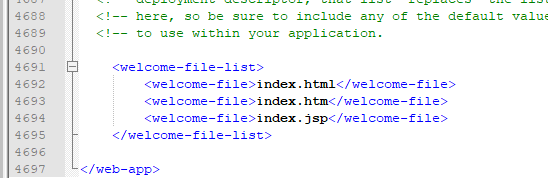 4687 <!-- deployment descriptor, that list *replaces* the lis
4688 <!-- here, so be sure to include any of the default value
4689 <!-- to use within your application.
4690
4691 <welcome-file-list>
4692 <welcome-file>index.html</welcome-file>
4693 <welcome-file>index.htm</welcome-file>
4694 <welcome-file>index.jsp</welcome-file>
4695 </welcome-file-list>
4696
4697 </web-app>